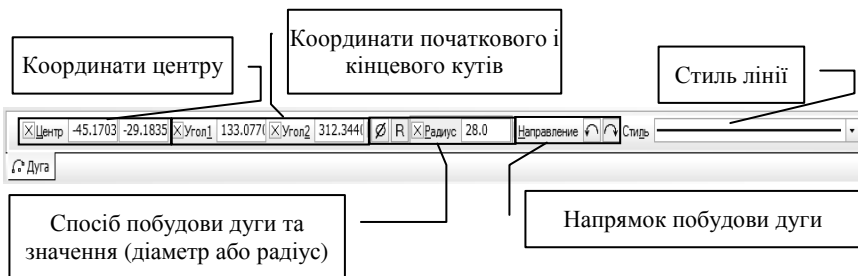 Координати центру
Координати початкового і
кінцевого кутів
Стиль лінії
Центр -45.1703 -29.1835 Угол1 133.077( Угол2 312.344( Ø R Радиус 28.0 Направление Стиль
Дуга
Спосіб побудови дуги та
значення (діаметр або радіус)
Напрямок побудови дуги